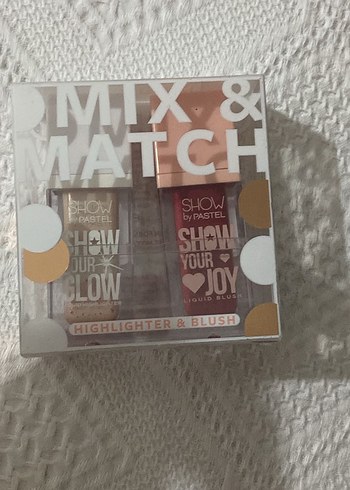 MIX &
MATCH
SHOW
by PASTEL
SHOW
YOUR
GLOW
SHOW
by PASTEL
SHOW
YOUR
JOY
LIQUID BLUSH
HIGHLIGHTER & BLUSH